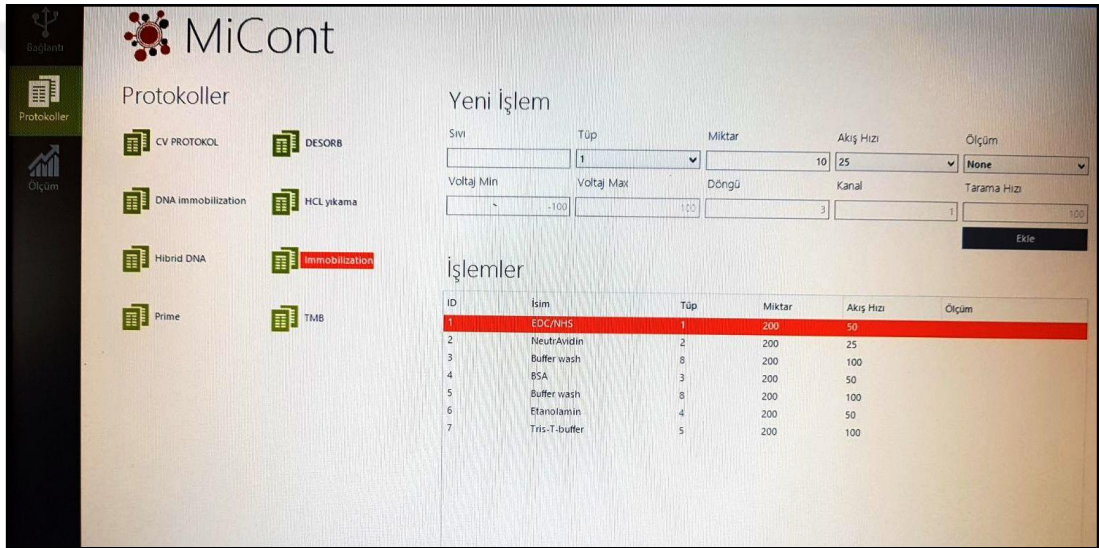 MiCont
Bağlantı
Protokoller
Ölçüm
Protokoller
CV PROTOKOL DESORB
DNA immobilization HCL yıkama
Hibrid DNA Immobilization
Prime TMB
Yeni İşlem
Sıvı Tüp Miktar Akış Hızı Ölçüm
1 10 25 None
Voltaj Min Voltaj Max Döngü Kanal Tarama Hızı
-100 100 3 1 100
Ekle
İşlemler
ID İsim Tüp Miktar Akış Hızı Ölçüm
1 EDC/NHS 1 200 50
2 NeutrAvidin 2 200 25
3 Buffer wash 8 200 100
4 BSA 3 200 50
5 Buffer wash 8 200 100
6 Etanolamin 4 200 50
7 Tris-T-buffer 5 200 100